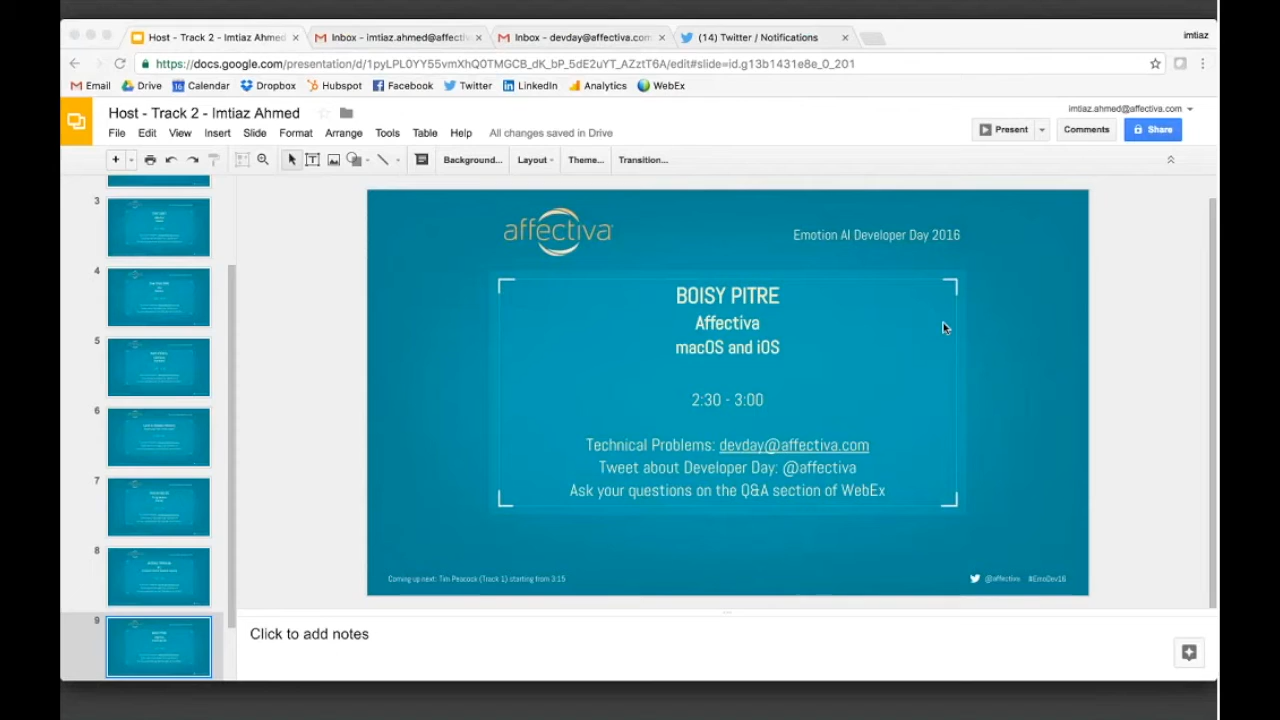 Host - Track 2 - Imtiaz Ahmed
Inbox - imtiaz.ahmed@affectiv
Inbox - devday@affectiva.com
(14) Twitter / Notifications
imtiaz
https://docs.google.com/presentation/d/1pyLPL0YY55vmXhQ0TMGCB_dK_bP_5dE2uYT_AZztT6A/edit#slide=id.g13b1431e8e_0_201
Email Drive Calendar Dropbox Hubspot Facebook Twitter LinkedIn Analytics WebEx
Host - Track 2 - Imtiaz Ahmed
imtiaz.ahmed@affectiva.com
File Edit View Insert Slide Format Arrange Tools Table Help All changes saved in Drive
Present Comments Share
Background... Layout Theme... Transition...
3
4
5
6
7
8
9
affectiva
Emotion AI Developer Day 2016
BOISY PITRE
Affectiva
macOS and iOS
2:30 - 3:00
Technical Problems: devday@affectiva.com
Tweet about Developer Day: @affectiva
Ask your questions on the Q&A section of WebEx
Coming up next: Tim Peacock (Track 1) starting from 3:15
@affectiva #EmoDev16
Click to add notes